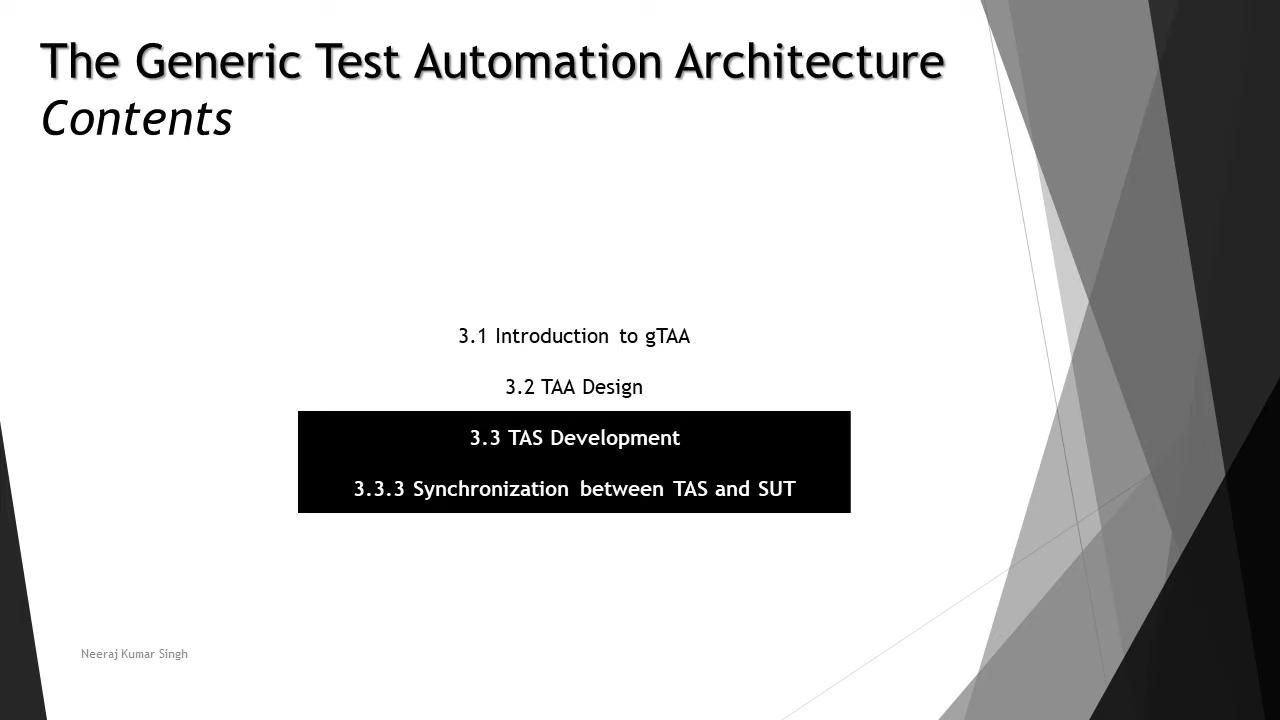 The Generic Test Automation Architecture
Contents
3.1 Introduction to gTAA
3.2 TAA Design
3.3 TAS Development
3.3.3 Synchronization between TAS and SUT
Neeraj Kumar Singh